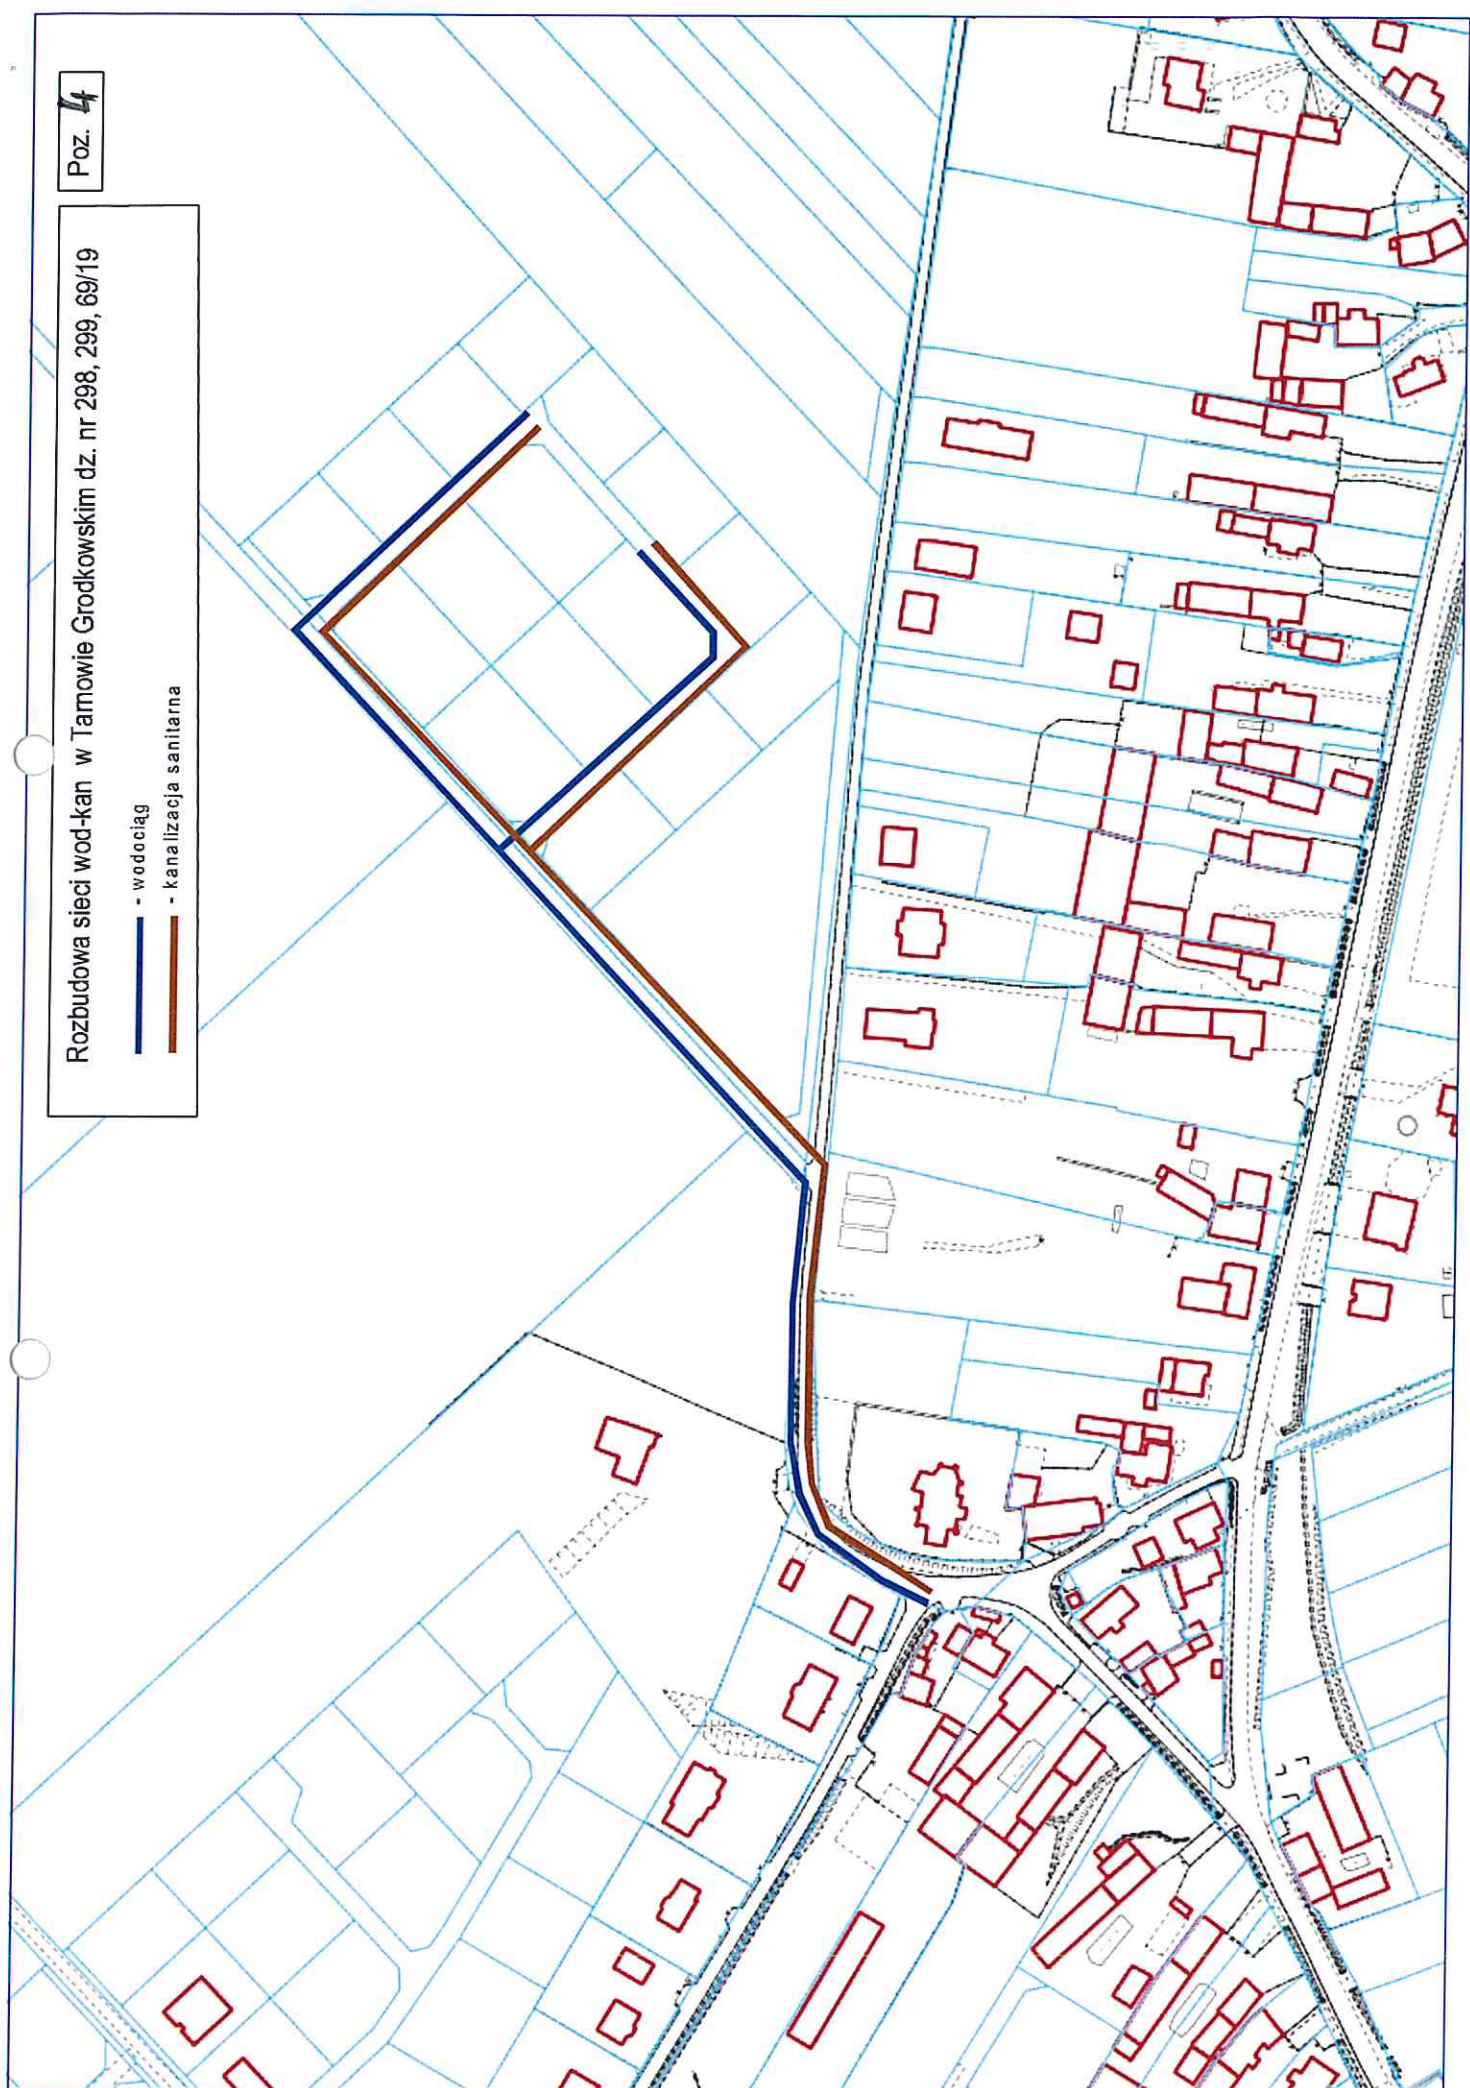 Poz. 4
Rozbudowa sieci wod-kan w Tarnowie Grodkowskim dz. nr 298, 299, 69/19
- wodociąg
- kanalizacja sanitarna